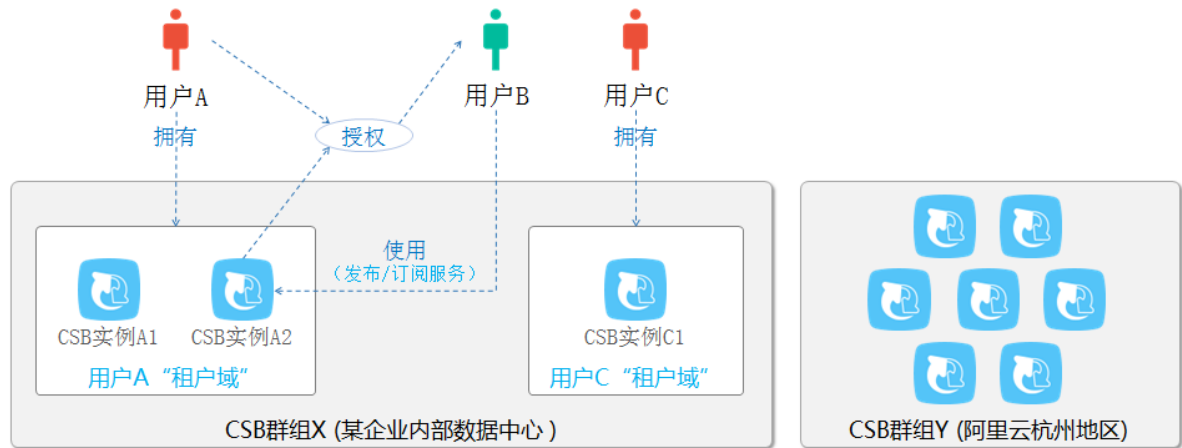 用户A
用户B
用户C
拥有
授权
拥有
使用
（发布/订阅服务）
CSB实例A1
CSB实例A2
CSB实例C1
用户A“租户域”
用户C“租户域”
CSB群组X (某企业内部数据中心 )
CSB群组Y (阿里云杭州地区)